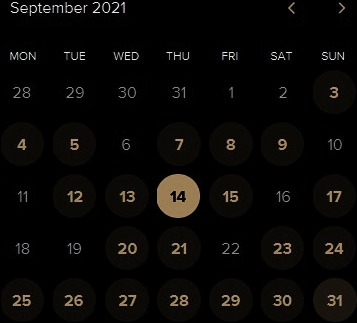 September 2021 < >
MON TUE WED THU FRI SAT SUN
28 29 30 31 1 2 3
4 5 6 7 8 9 10
11 12 13 14 15 16 17
18 19 20 21 22 23 24
25 26 27 28 29 30 31